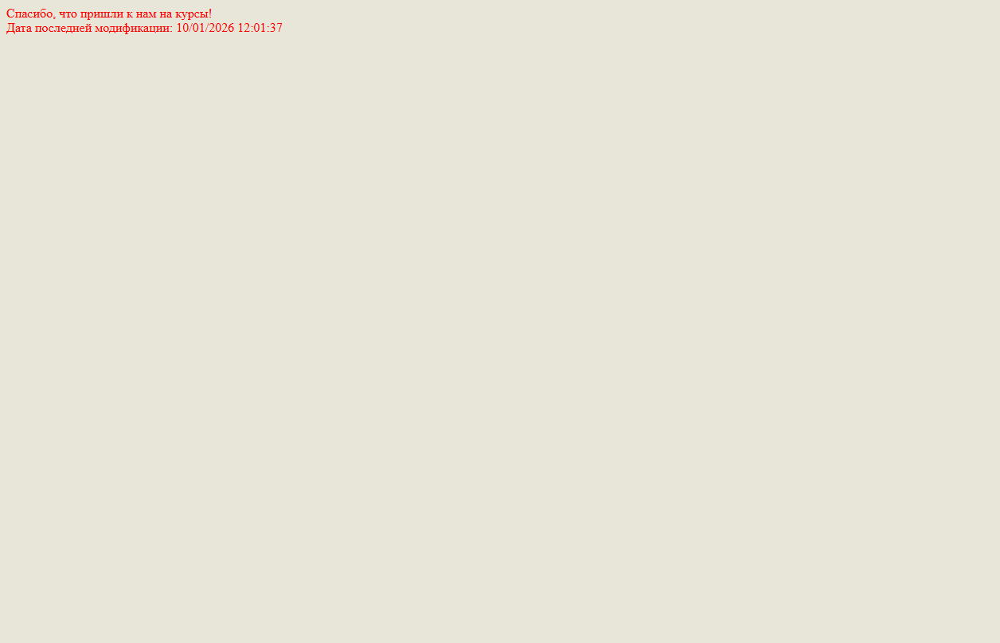 Спасибо, что пришли к нам на курсы!
Дата последней модификации: 10/01/2026 12:01:37